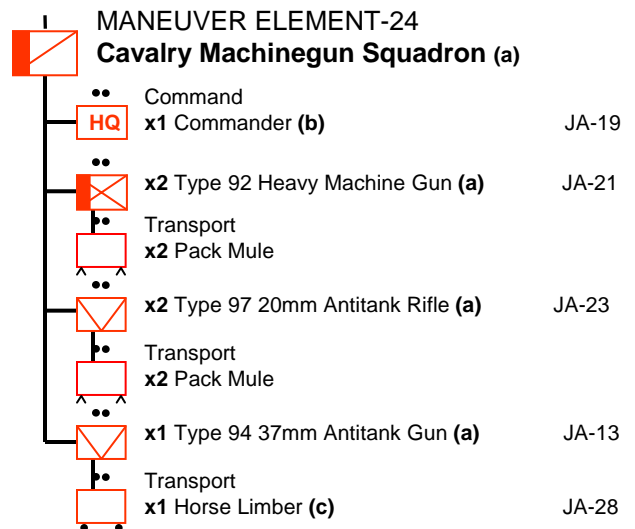 MANEUVER ELEMENT-24
Cavalry Machinegun Squadron (a)
Command
HQ x1 Commander (b) JA-19
x2 Type 92 Heavy Machine Gun (a) JA-21
Transport
x2 Pack Mule
x2 Type 97 20mm Antitank Rifle (a) JA-23
Transport
x2 Pack Mule
x1 Type 94 37mm Antitank Gun (a) JA-13
Transport
x1 Horse Limber (c) JA-28